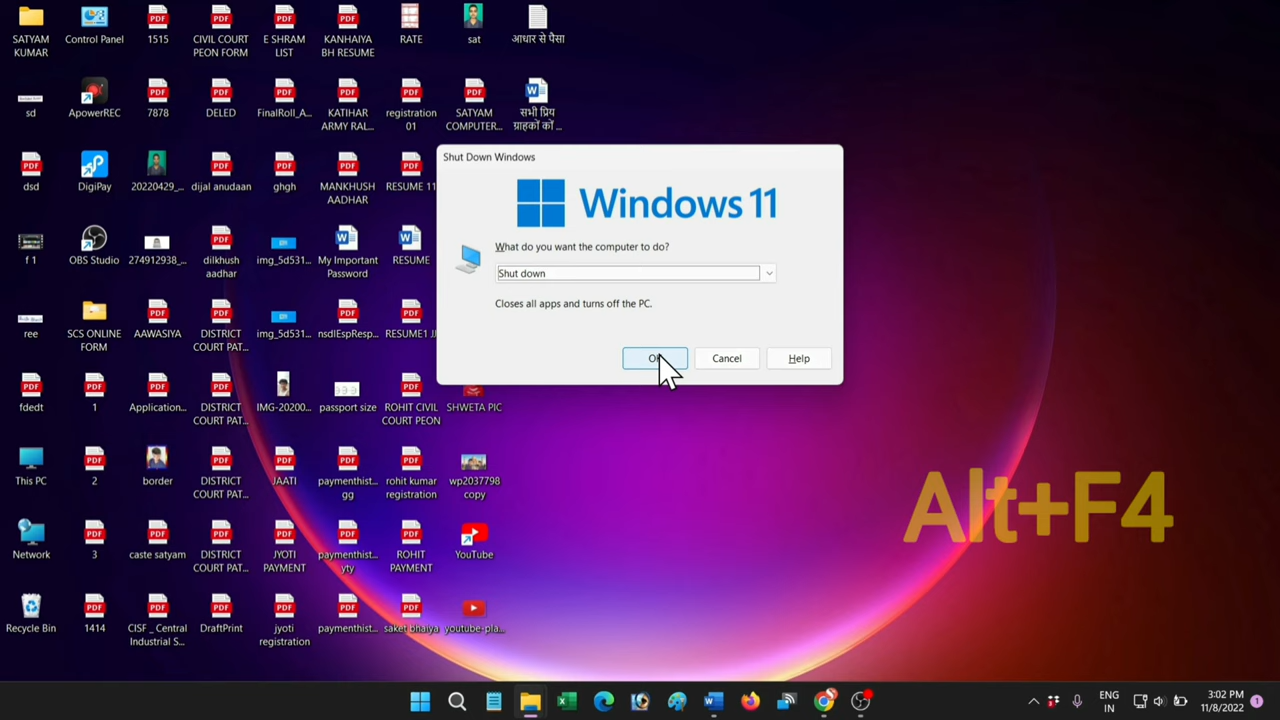 SATYAM
KUMAR
Control Panel
1515
CIVIL COURT
PEON FORM
E SHRAM
LIST
KANHAIYA
BH RESUME
RATE
sat
आधार से पैसा
sd
ApowerREC
7878
DELED
FinalRoll_A...
KATIHAR
ARMY RAL...
registration
01
SATYAM
COMPUTER...
सभी प्रिय
ग्राहकों कों ...
dsd
DigiPay
20220429_...
dijal anudaan
ghgh
MANKHUSH
AADHAR
RESUME 11
f 1
OBS Studio
274912938_...
dilkhush
aadhar
img_5d531...
My Important
Password
RESUME
ree
SCS ONLINE
FORM
AAWASIYA
DISTRICT
COURT PAT...
img_5d531...
nsdlEspResp...
RESUME1 JJ
fdedt
1
Application...
DISTRICT
COURT PAT...
IMG-20200...
passport size
ROHIT CIVIL
COURT PEON
SHWETA PIC
This PC
2
border
DISTRICT
COURT PAT...
JAATI
paymenthist...
gg
rohit kumar
registration
wp2037798
copy
Network
3
caste satyam
DISTRICT
COURT PAT...
JYOTI
PAYMENT
paymenthist...
yty
ROHIT
PAYMENT
YouTube
Recycle Bin
1414
CISF _ Central
Industrial S...
DraftPrint
jyoti
registration
paymenthist...
saket bhaiya
youtube-pla...
Shut Down Windows
Windows 11
What do you want the computer to do?
Shut down
Closes all apps and turns off the PC.
Cancel
Help
Alt+F4
ENG
IN
3:02 PM
11/8/2022
1